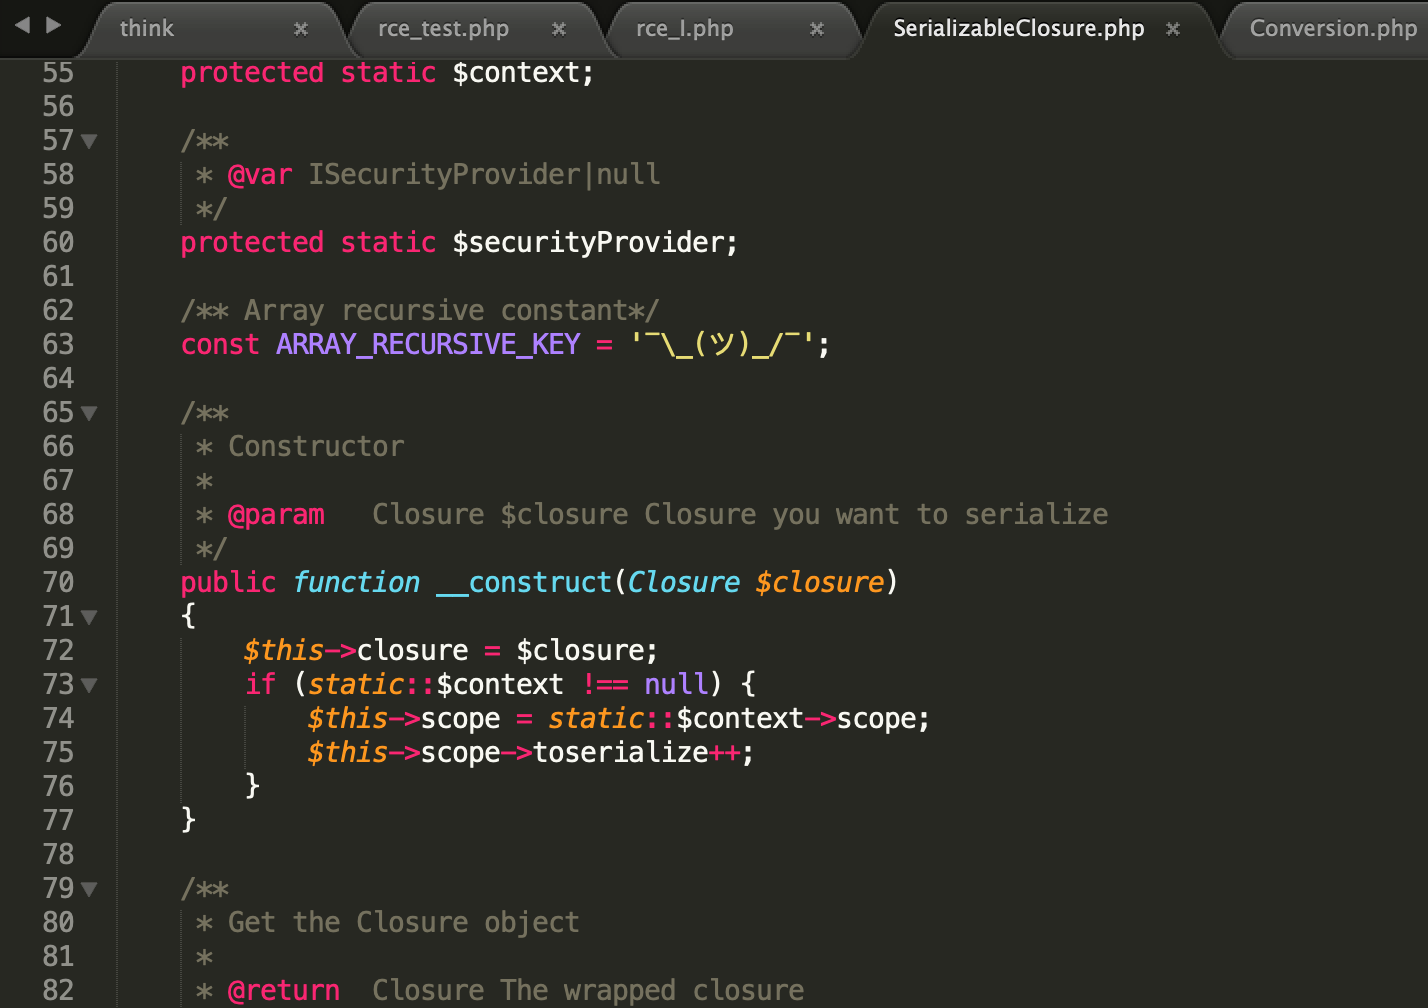 think × rce_test.php × rce_l.php × SerializableClosure.php × Conversion.php
55 protected static $context;
56
57 /**
58 * @var ISecurityProvider|null
59 */
60 protected static $securityProvider;
61
62 /** Array recursive constant*/
63 const ARRAY_RECURSIVE_KEY = '¯\_(ツ)_/¯';
64
65 /**
66 * Constructor
67 *
68 * @param   Closure $closure Closure you want to serialize
69 */
70 public function __construct(Closure $closure)
71 {
72 $this->closure = $closure;
73 if (static::$context !== null) {
74 $this->scope = static::$context->scope;
75 $this->scope->toserialize++;
76 }
77 }
78
79 /**
80 * Get the Closure object
81 *
82 * @return  Closure The wrapped closure